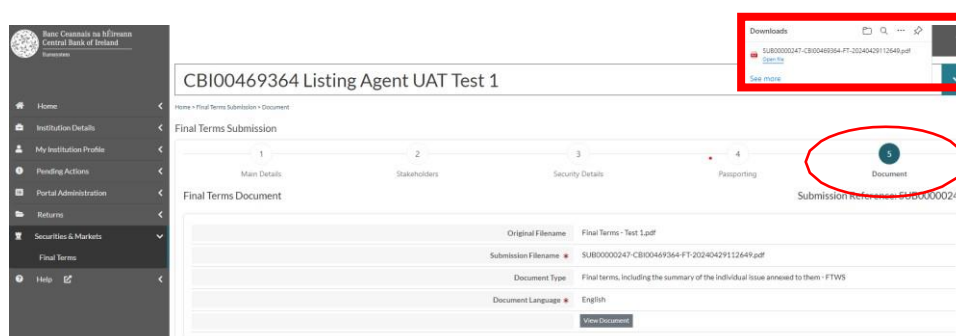 Banc Ceannais na hÉireann
Central Bank of Ireland
Eurosystem
Downloads
SUB00000247-CBI00469364-FT-20240429112649.pdf
Open file
See more
CBI00469364 Listing Agent UAT Test 1
Home
Institution Details
My Institution Profile
Pending Actions
Portal Administration
Returns
Securities & Markets
Final Terms
Help
Home > Final Terms Submission > Document
Final Terms Submission
1
2
3
4
5
Main Details
Stakeholders
Security Details
Passporting
Document
Final Terms Document
Submission Reference: SUB0000024
Original Filename Final Terms - Test 1.pdf
Submission Filename * SUB00000247-CBI00469364-FT-20240429112649.pdf
Document Type Final terms, including the summary of the individual issue annexed to them - FTWS
Document Language * English
View Document